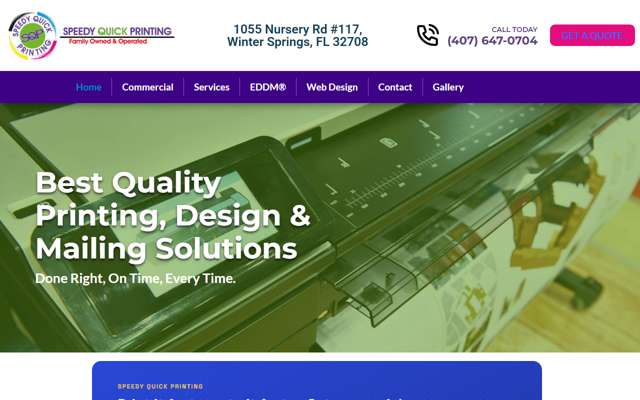 SPEEDY QUICK
SQP
PRINTING
SPEEDY QUICK PRINTING
Family Owned & Operated
1055 Nursery Rd #117,
Winter Springs, FL 32708
CALL TODAY
(407) 647-0704
GET A QUOTE
Home
Commercial
Services
EDDM®
Web Design
Contact
Gallery
Best Quality
Printing, Design &
Mailing Solutions
Done Right, On Time, Every Time.
SPEEDY QUICK PRINTING